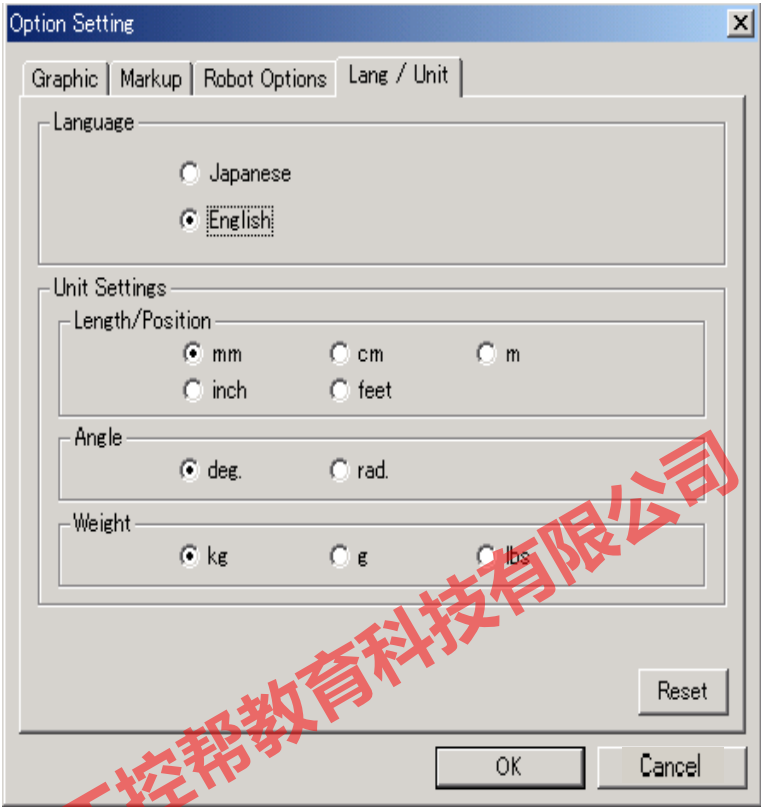 Option Setting
Graphic Markup Robot Options Lang / Unit
Language
Japanese
English
Unit Settings
Length/Position
mm cm m
inch feet
Angle
deg. rad.
Weight
kg g lbs
Reset
OK Cancel
工控帮教育科技有限公司